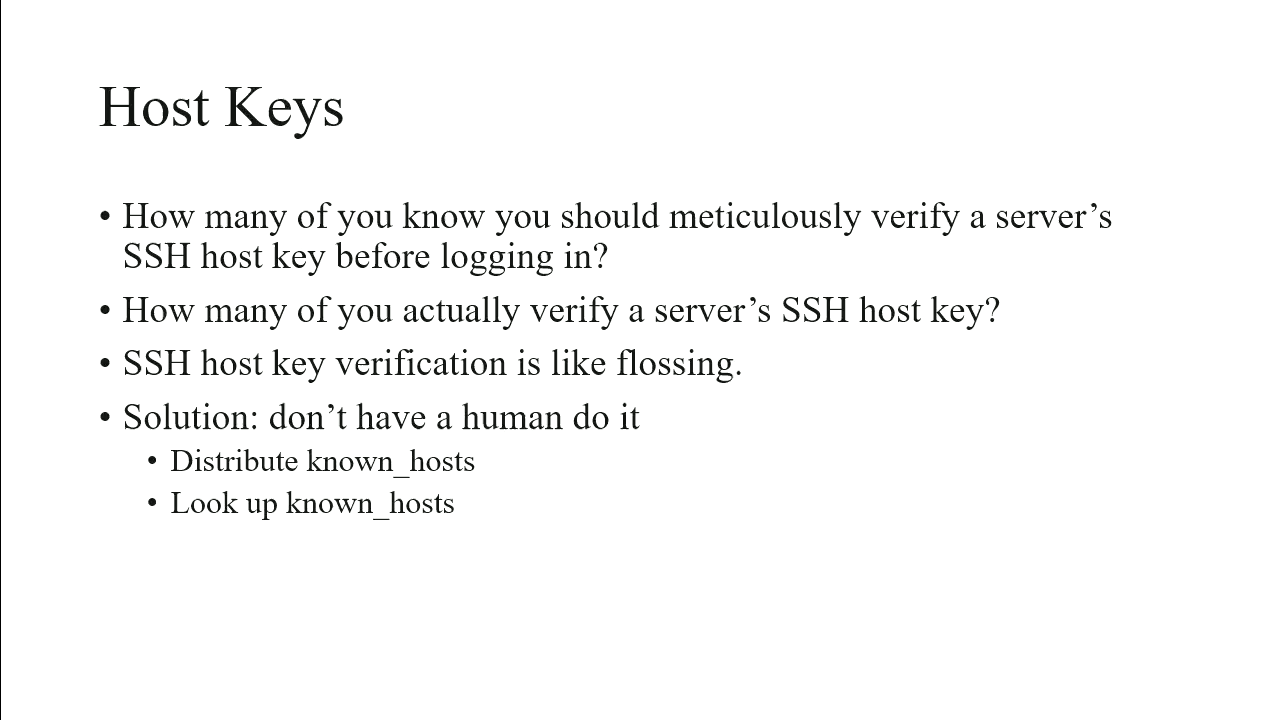 Host Keys
• How many of you know you should meticulously verify a server’s
SSH host key before logging in?
• How many of you actually verify a server’s SSH host key?
• SSH host key verification is like flossing.
• Solution: don’t have a human do it
• Distribute known_hosts
• Look up known_hosts